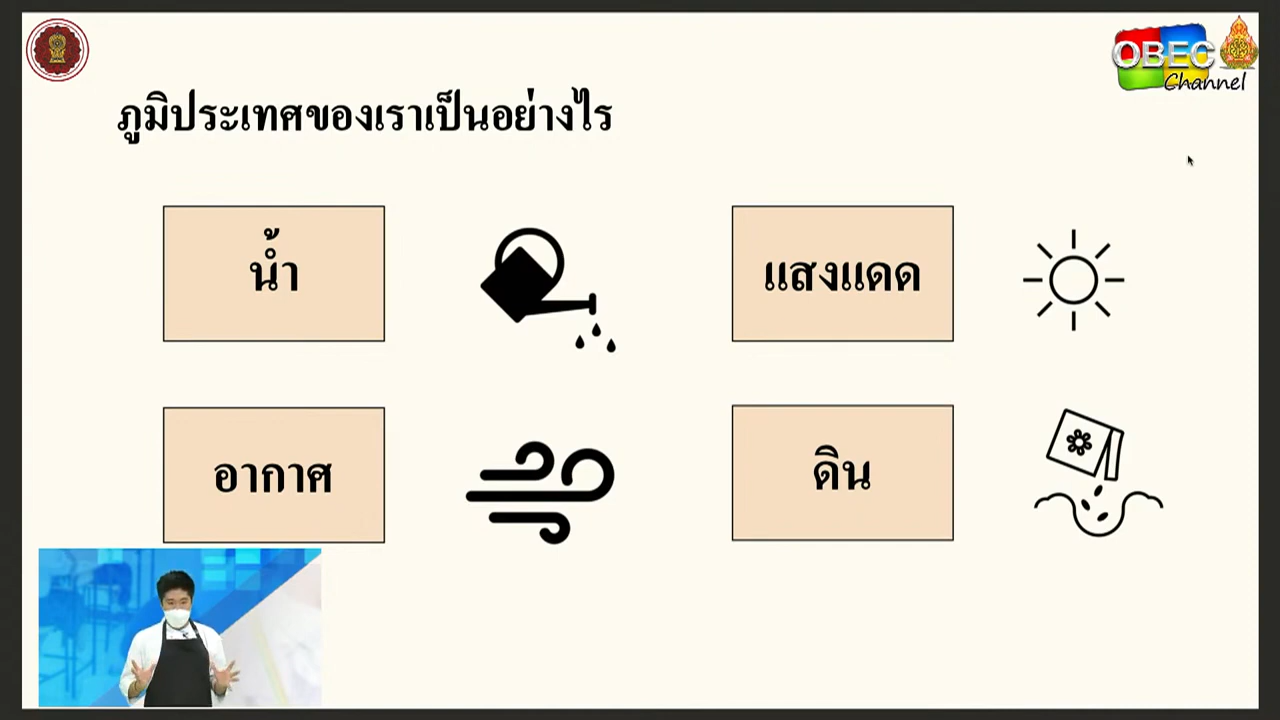 OBEC
Channel
ภูมิประเทศของเราเป็นอย่างไร
น้ำ
แสงแดด
อากาศ
ดิน